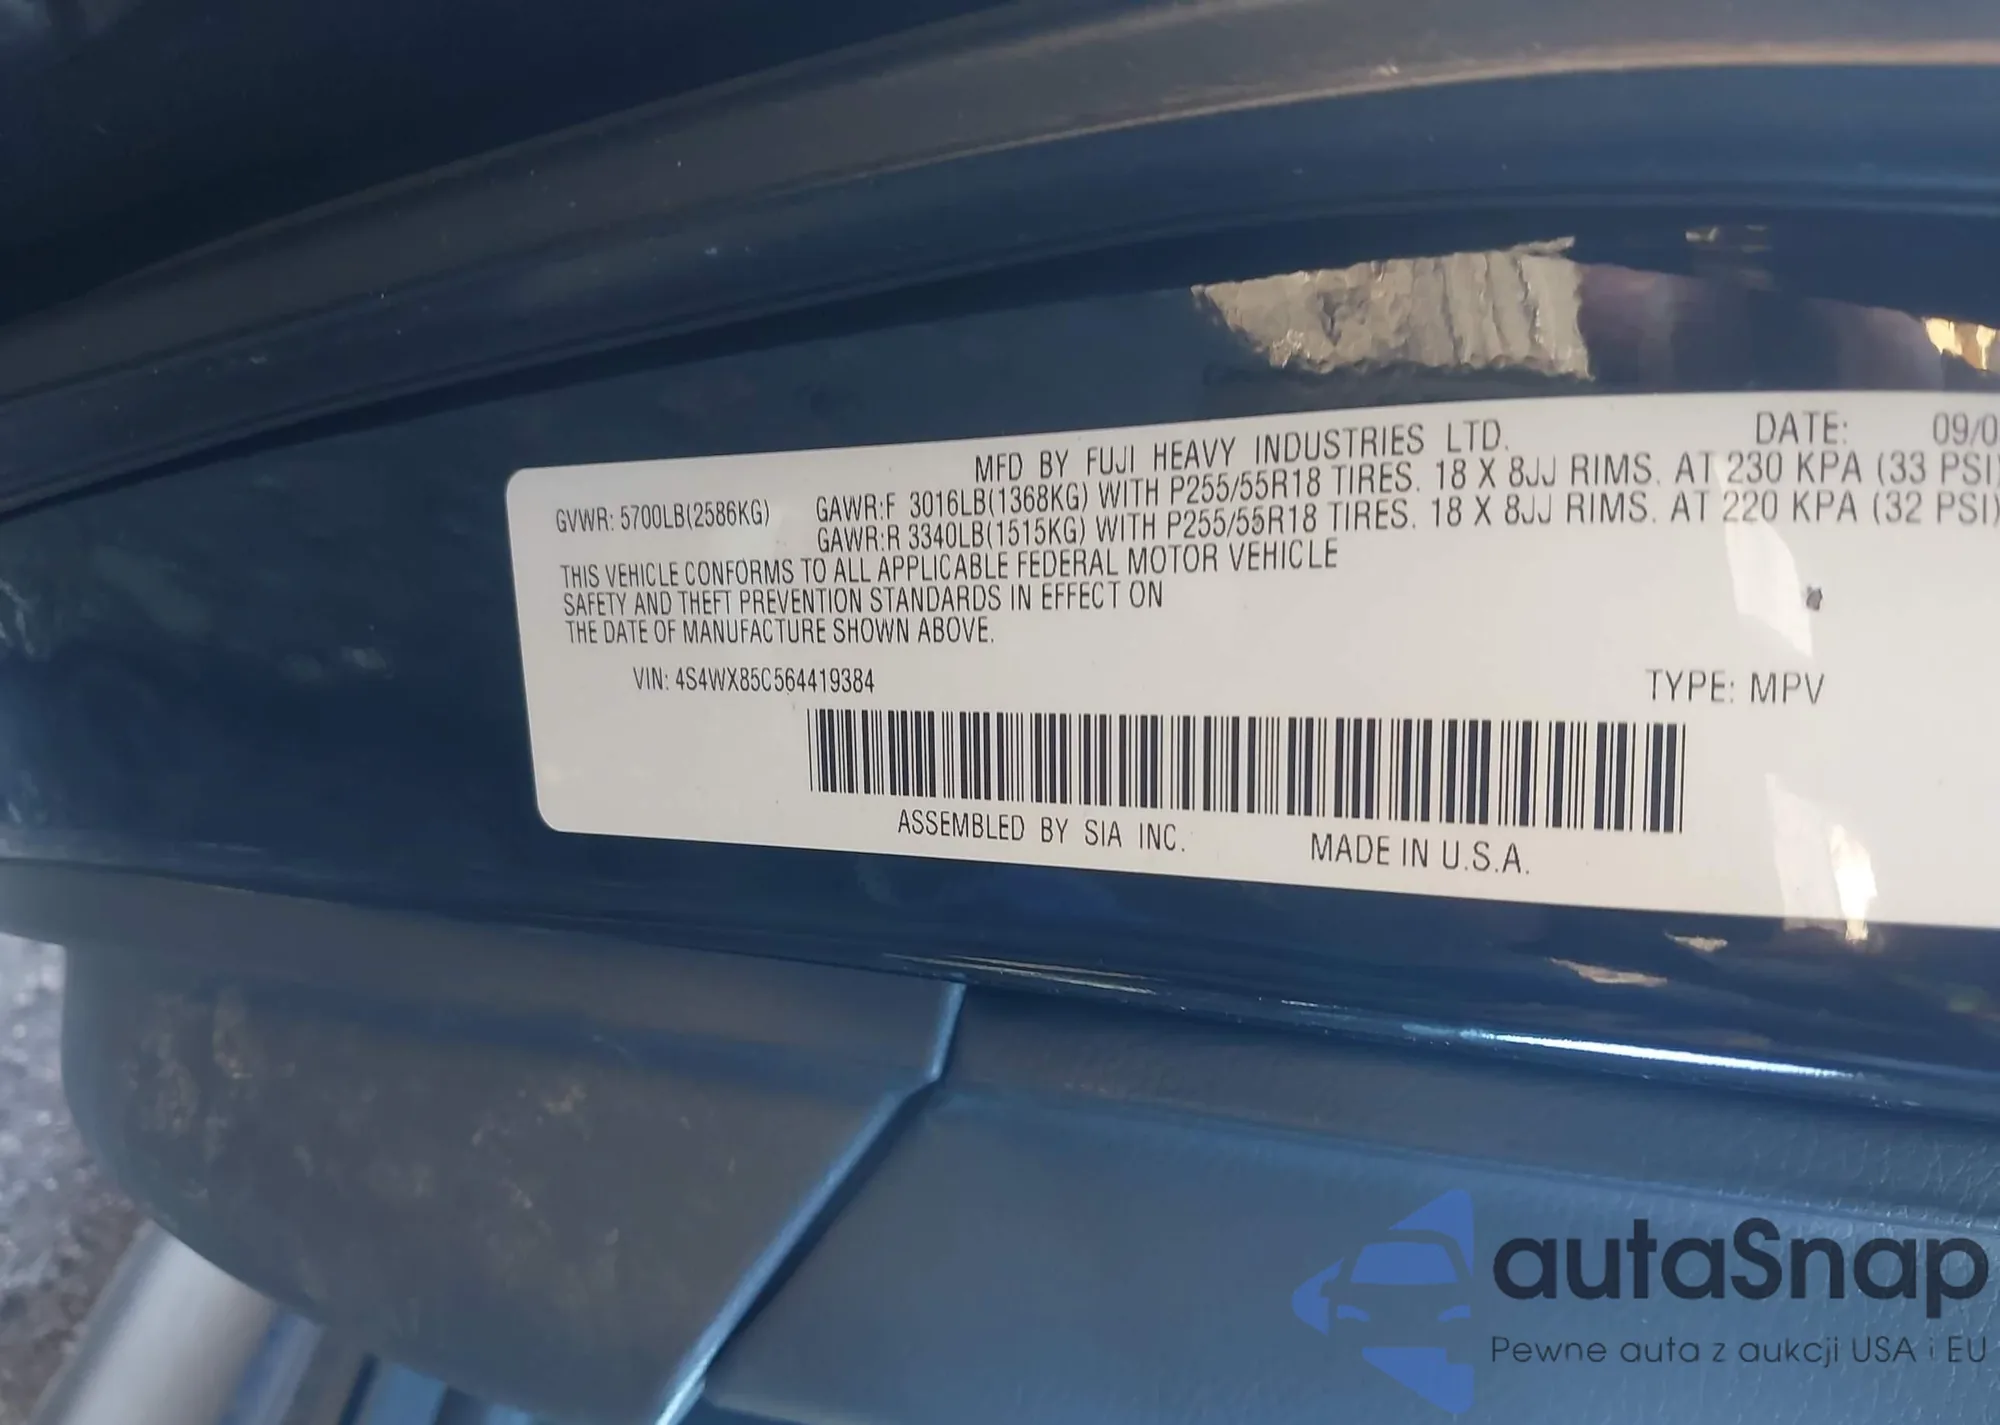 MFD BY FUJI HEAVY INDUSTRIES LTD. DATE: 09/0
GVWR: 5700LB(2586KG) GAWR:F 3016LB(1368KG) WITH P255/55R18 TIRES. 18 X 8JJ RIMS. AT 230 KPA (33 PSI)
GAWR:R 3340LB(1515KG) WITH P255/55R18 TIRES. 18 X 8JJ RIMS. AT 220 KPA (32 PSI)
THIS VEHICLE CONFORMS TO ALL APPLICABLE FEDERAL MOTOR VEHICLE
SAFETY AND THEFT PREVENTION STANDARDS IN EFFECT ON
THE DATE OF MANUFACTURE SHOWN ABOVE.
VIN: 4S4WX85C564419384 TYPE: MPV
ASSEMBLED BY SIA INC. MADE IN U.S.A.
autaSnap
Pewne auta z aukcji USA i EU